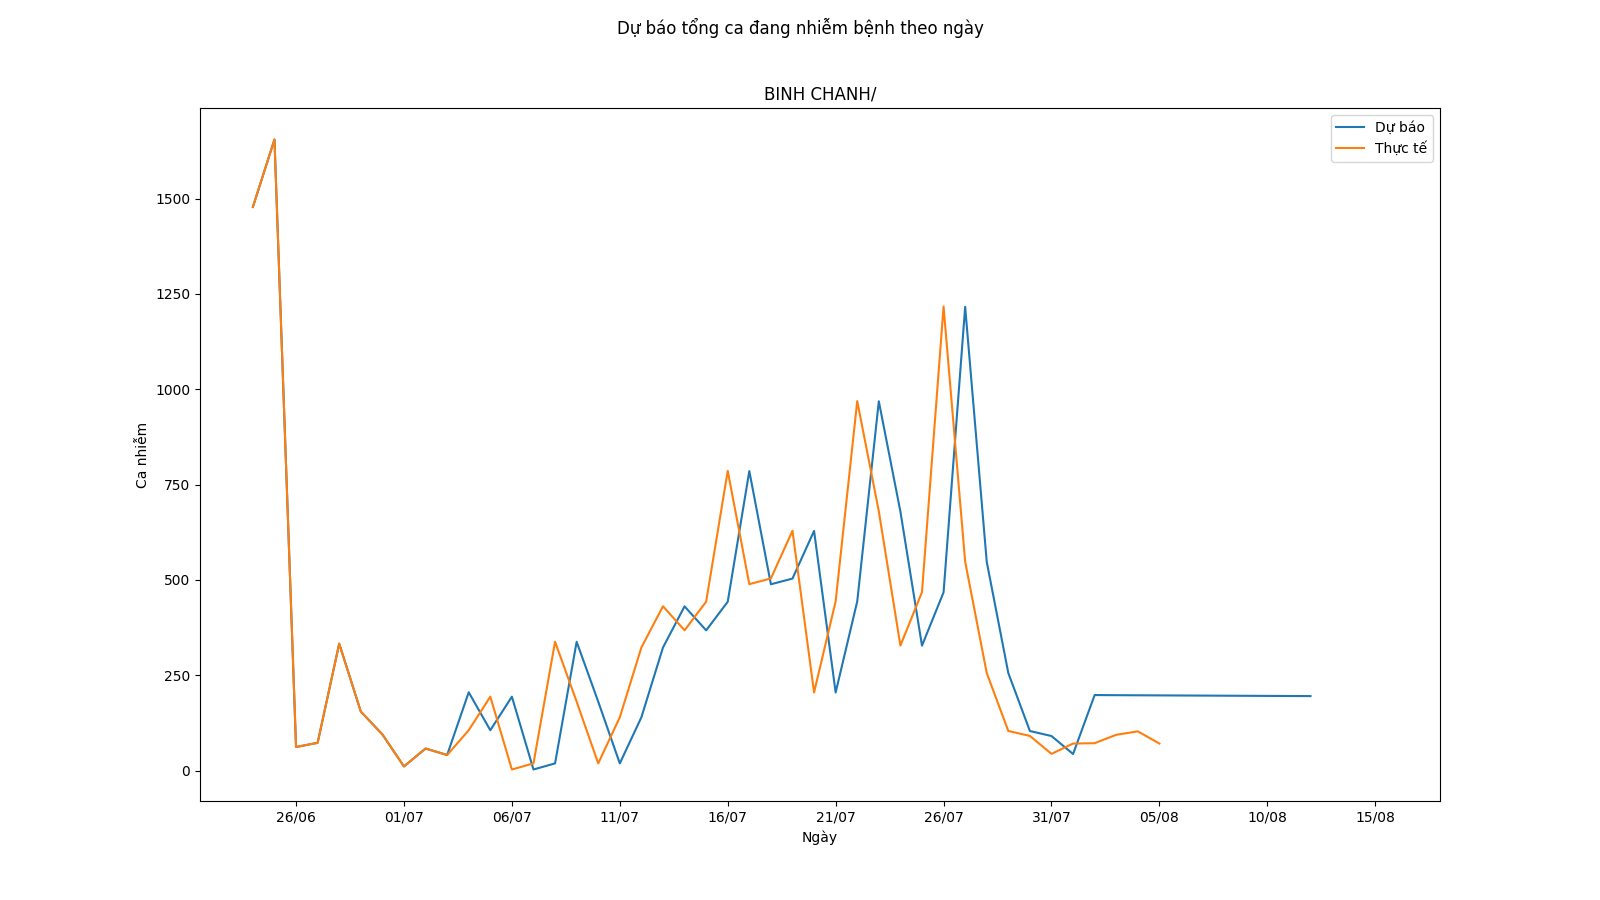 Dự báo tổng ca đang nhiễm bệnh theo ngày
BINH CHANH/
Dự báo
Thực tế
1500
1250
1000
750
500
250
0
Ca nhiễm
26/06 01/07 06/07 11/07 16/07 21/07 26/07 31/07 05/08 10/08 15/08
Ngày